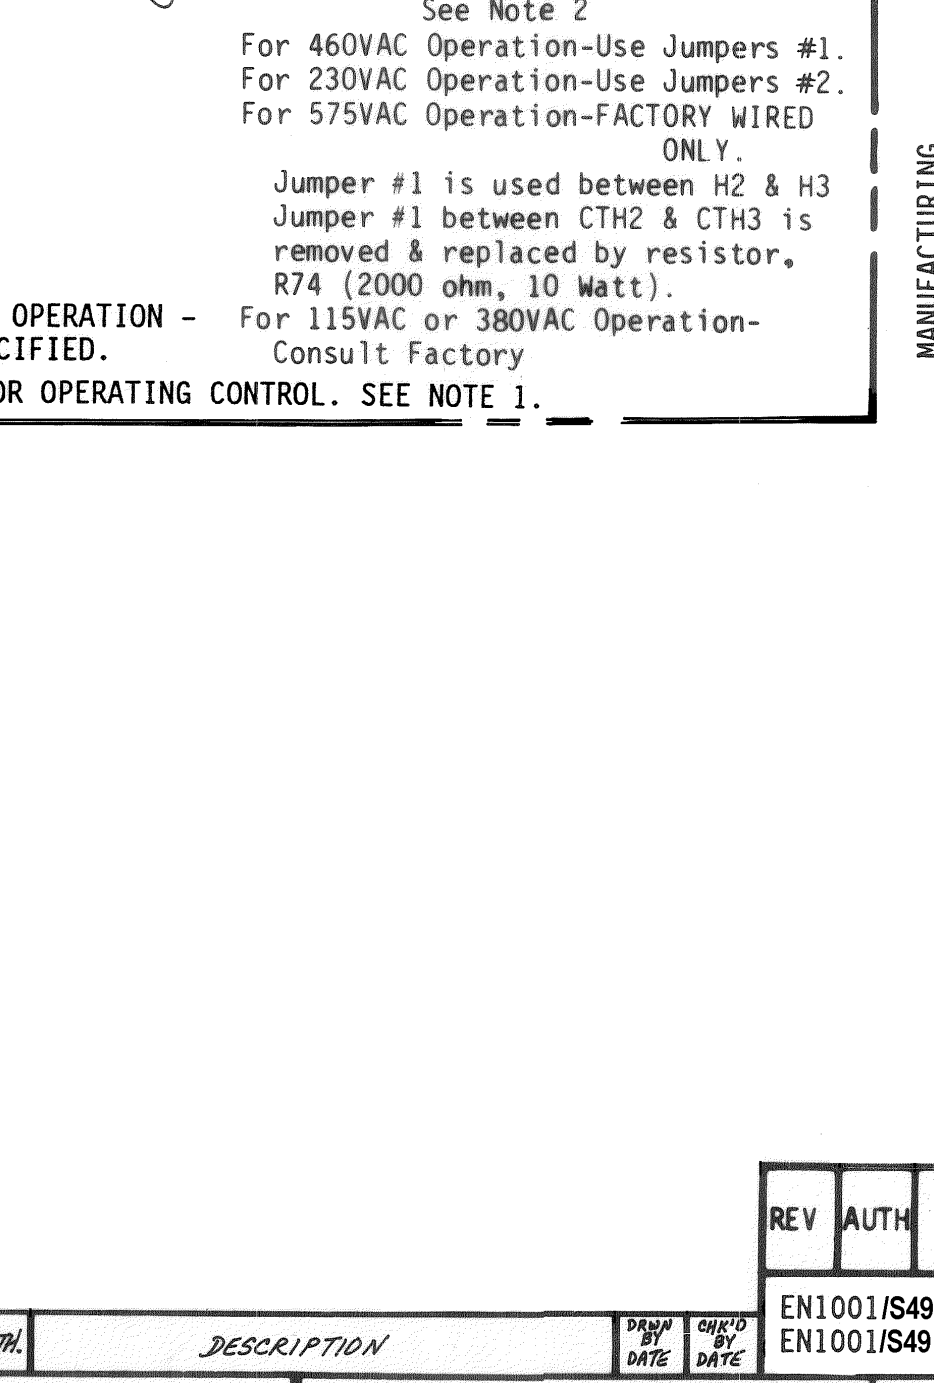 See Note 2
For 460VAC Operation-Use Jumpers #1.
For 230VAC Operation-Use Jumpers #2.
For 575VAC Operation-FACTORY WIRED
ONLY.
Jumper #1 is used between H2 & H3
Jumper #1 between CTH2 & CTH3 is
removed & replaced by resistor,
R74 (2000 ohm, 10 Watt).
OPERATION - For 115VAC or 380VAC Operation-
CIFIED. Consult Factory
OR OPERATING CONTROL. SEE NOTE 1.
MANUFACTURING
REV AUTH
EN1001/S49
EN1001/S49
TH. DESCRIPTION DRWN BY DATE CHK'D BY DATE